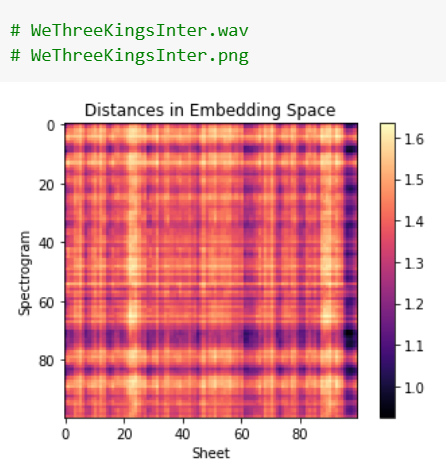 # WeThreeKingsInter.wav
# WeThreeKingsInter.png
Distances in Embedding Space
0
20
40
60
80
Spectrogram
0 20 40 60 80
Sheet
1.6
1.5
1.4
1.3
1.2
1.1
1.0